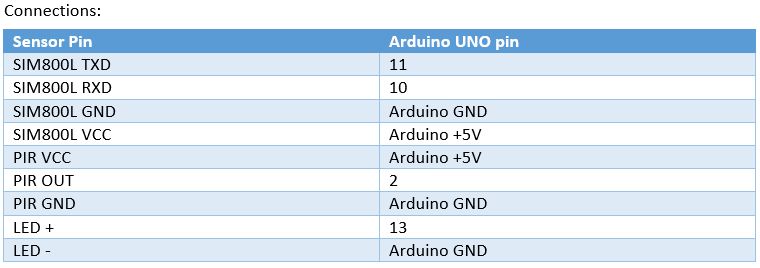 Connections:
Sensor Pin Arduino UNO pin
SIM800L TXD 11
SIM800L RXD 10
SIM800L GND Arduino GND
SIM800L VCC Arduino +5V
PIR VCC Arduino +5V
PIR OUT 2
PIR GND Arduino GND
LED + 13
LED - Arduino GND